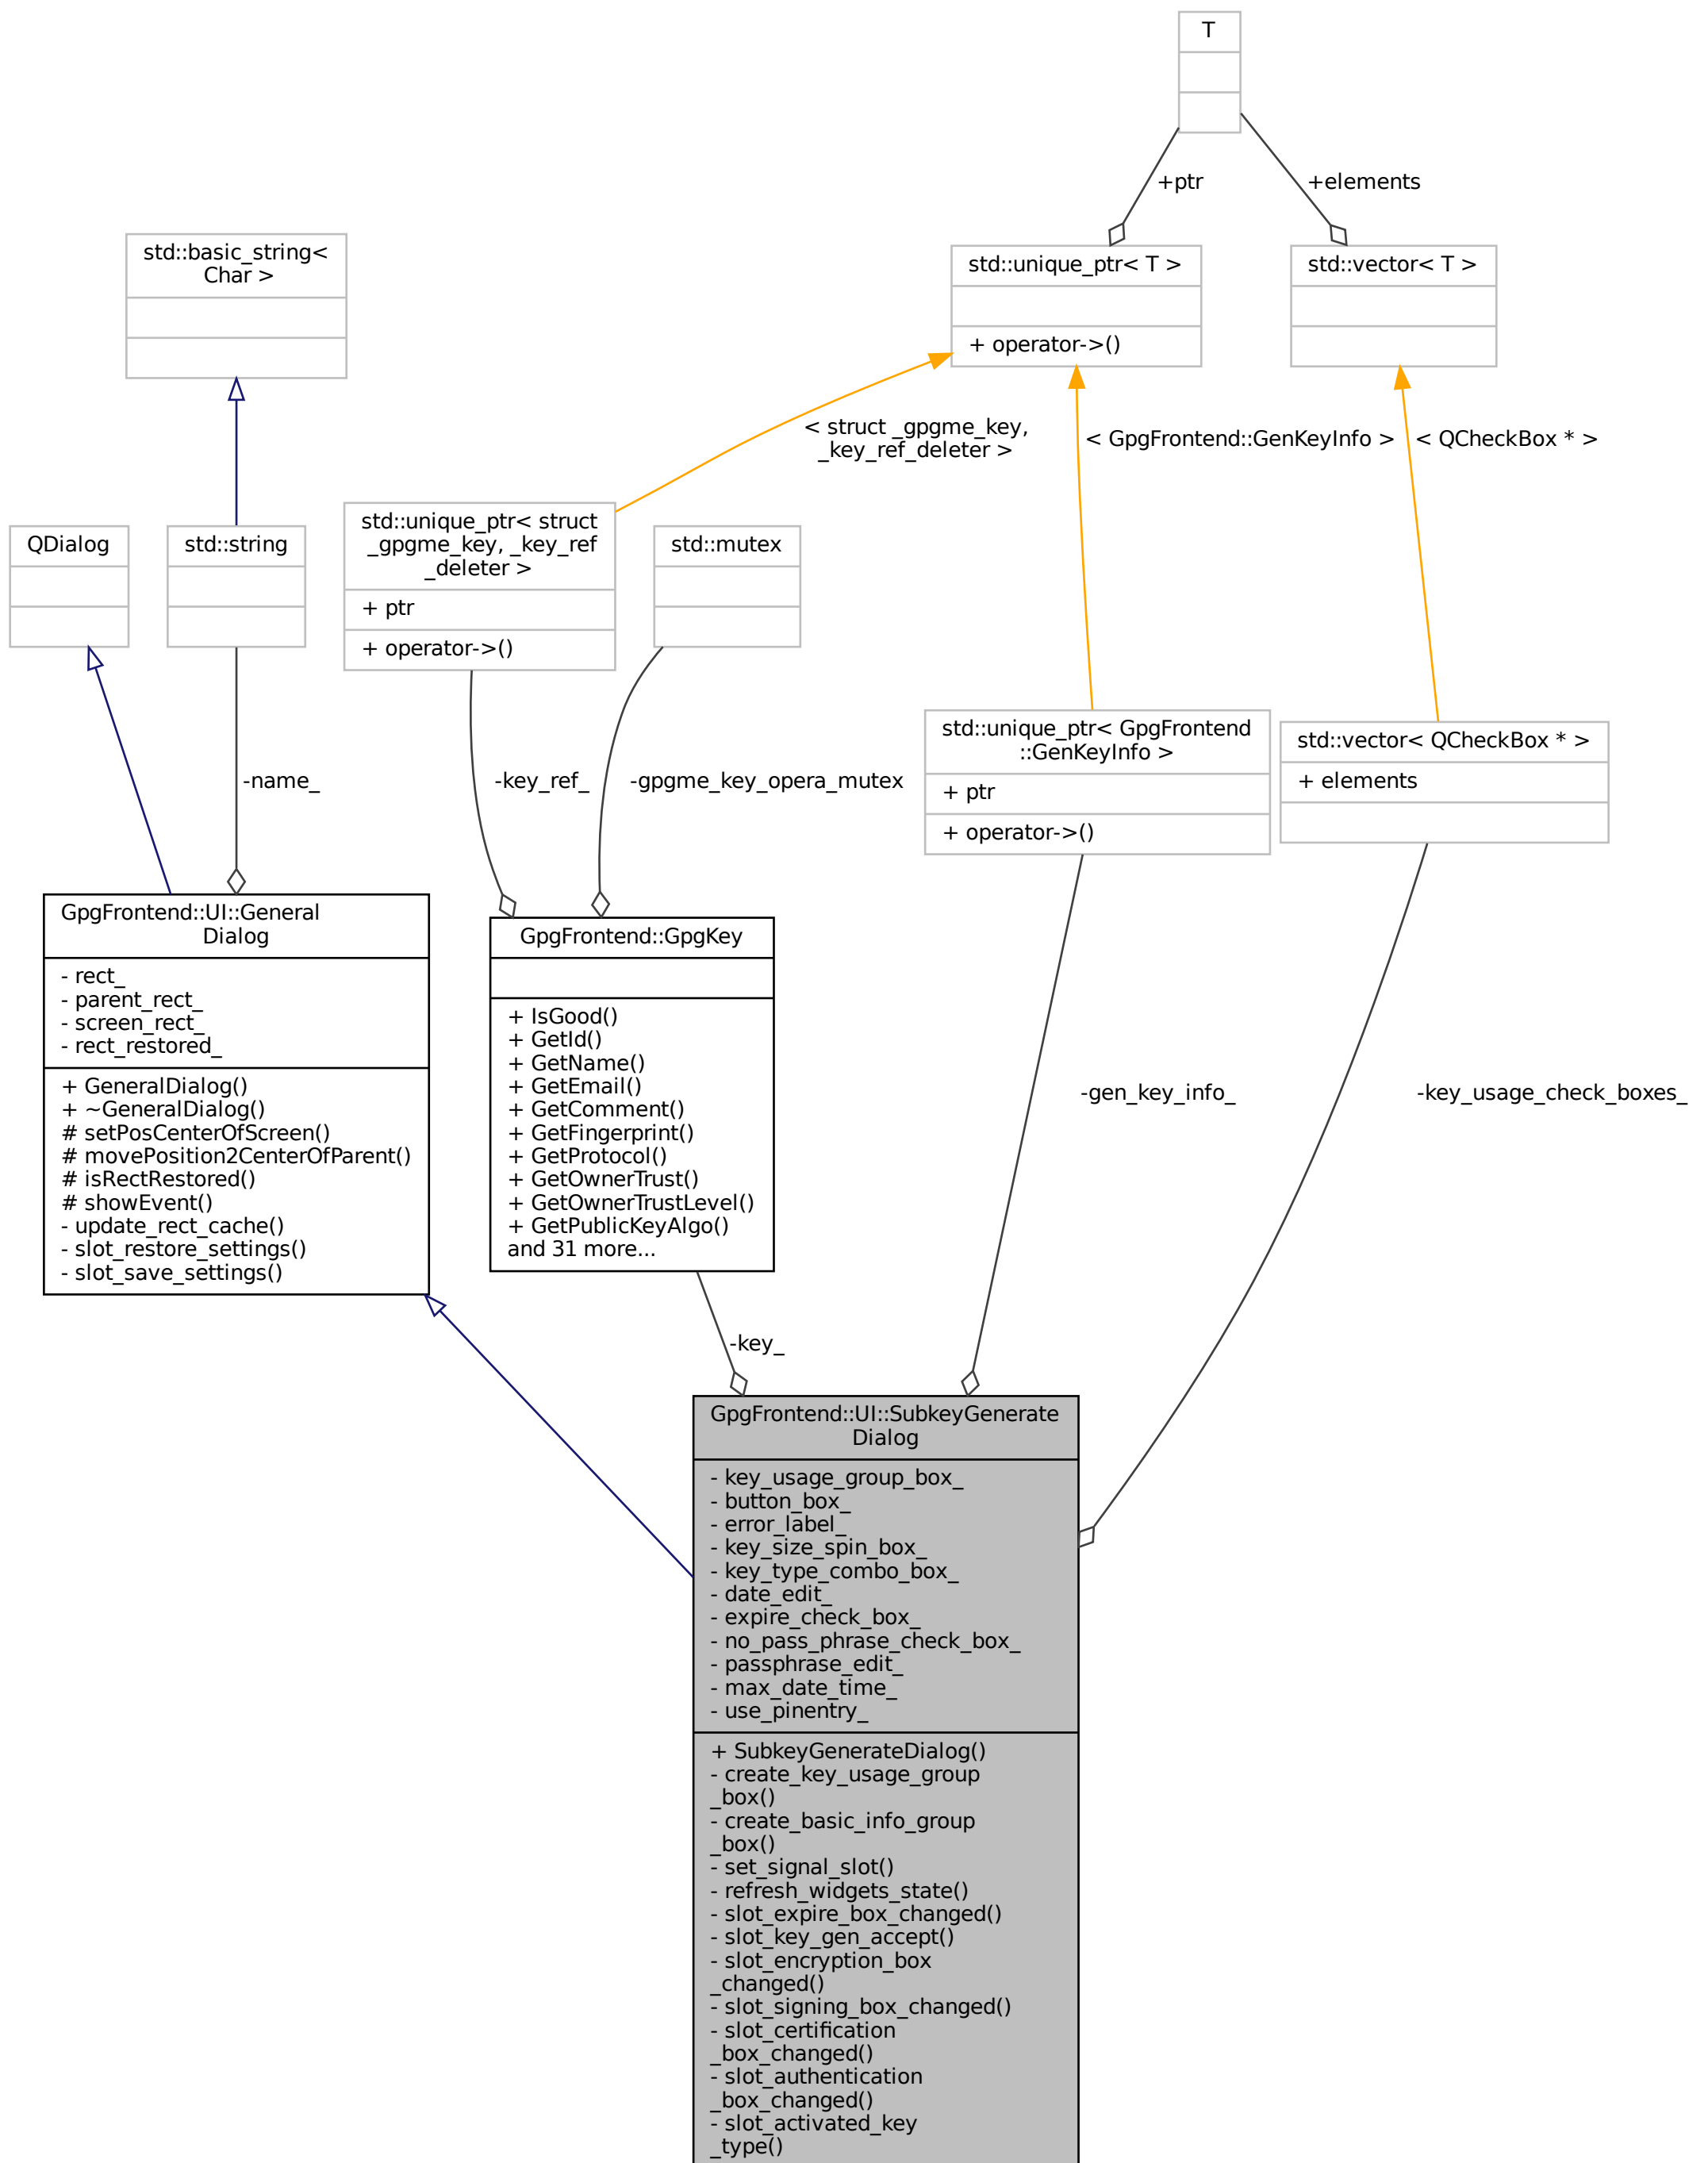 T
+ptr
+elements
std::basic_string<
Char >
std::unique_ptr< T >
+ operator->()
std::vector< T >
< struct _gpgme_key,
_key_ref_deleter >
< GpgFrontend::GenKeyInfo >
< QCheckBox * >
QDialog
std::string
std::unique_ptr< struct
_gpgme_key, _key_ref
_deleter >
+ ptr
+ operator->()
std::mutex
std::unique_ptr< GpgFrontend
::GenKeyInfo >
+ ptr
+ operator->()
std::vector< QCheckBox * >
+ elements
-name_
-key_ref_
-gpgme_key_opera_mutex
GpgFrontend::UI::General
Dialog
- rect_
- parent_rect_
- screen_rect_
- rect_restored_
+ GeneralDialog()
+ ~GeneralDialog()
# setPosCenterOfScreen()
# movePosition2CenterOfParent()
# isRectRestored()
# showEvent()
- update_rect_cache()
- slot_restore_settings()
- slot_save_settings()
GpgFrontend::GpgKey
+ IsGood()
+ GetId()
+ GetName()
+ GetEmail()
+ GetComment()
+ GetFingerprint()
+ GetProtocol()
+ GetOwnerTrust()
+ GetOwnerTrustLevel()
+ GetPublicKeyAlgo()
and 31 more...
-gen_key_info_
-key_usage_check_boxes_
-key_
GpgFrontend::UI::SubkeyGenerate
Dialog
- key_usage_group_box_
- button_box_
- error_label_
- key_size_spin_box_
- key_type_combo_box_
- date_edit_
- expire_check_box_
- no_pass_phrase_check_box_
- passphrase_edit_
- max_date_time_
- use_pinentry_
+ SubkeyGenerateDialog()
- create_key_usage_group
_box()
- create_basic_info_group
_box()
- set_signal_slot()
- refresh_widgets_state()
- slot_expire_box_changed()
- slot_key_gen_accept()
- slot_encryption_box
_changed()
- slot_signing_box_changed()
- slot_certification
_box_changed()
- slot_authentication
_box_changed()
- slot_activated_key
_type()